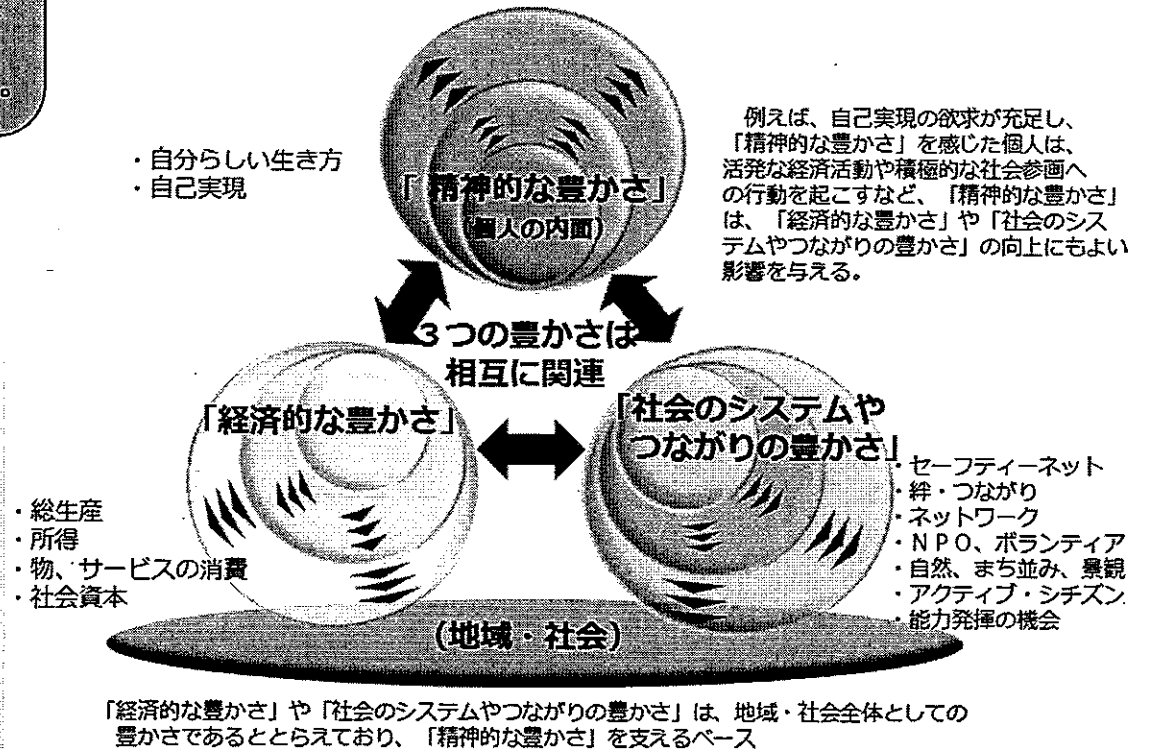 。
・自分らしい生き方
・自己実現
「精神的な豊かさ」
(個人の内面)
例えば、自己実現の欲求が充足し、
「精神的な豊かさ」を感じた個人は、
活発な経済活動や積極的な社会参画へ
の行動を起こすなど、「精神的な豊かさ」
は、「経済的な豊かさ」や「社会のシス
テムやつながりの豊かさ」の向上にもよい
影響を与える。
3つの豊かさは
相互に関連
「経済的な豊かさ」
「社会のシステムや
つながりの豊かさ」
・総生産
・所得
・物、サービスの消費
・社会資本
・セーフティーネット
・絆・つながり
・ネットワーク
・NPO、ボランティア
・自然、まち並み、景観
・アクティブ・シチズン
・能力発揮の機会
(地域・社会)
「経済的な豊かさ」や「社会のシステムやつながりの豊かさ」は、地域・社会全体としての
豊かさであるととらえており、「精神的な豊かさ」を支えるベース